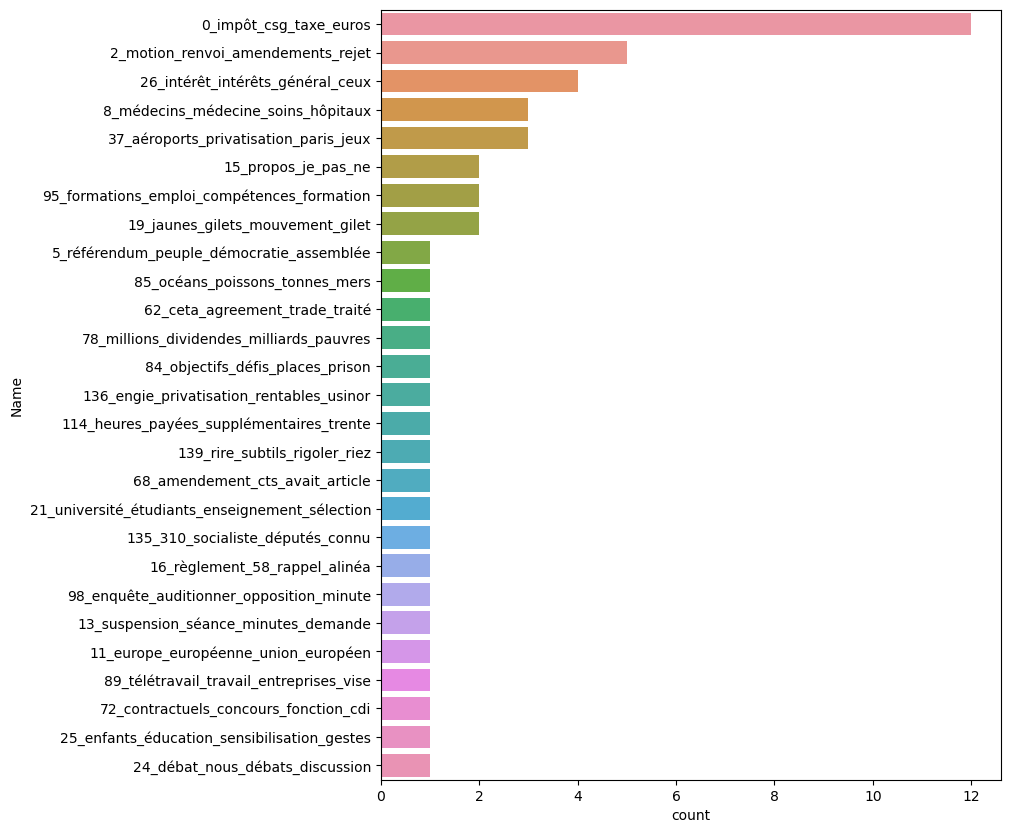 0_impôt_csg_taxe_euros
2_motion_renvoi_amendements_rejet
26_intérêt_intérêts_général_ceux
8_médecins_médecine_soins_hôpitaux
37_aéroports_privatisation_paris_jeux
15_propos_je_pas_ne
95_formations_emploi_compétences_formation
19_jaunes_gilets_mouvement_gilet
5_référendum_peuple_démocratie_assemblée
85_océans_poissons_tonnes_mers
62_ceta_agreement_trade_traité
78_millions_dividendes_milliards_pauvres
84_objectifs_défis_places_prison
136_engie_privatisation_rentables_usinor
114_heures_payées_supplémentaires_trente
139_rire_subtils_rigoler_riez
68_amendement_cts_avait_article
21_université_étudiants_enseignement_sélection
135_310_socialiste_députés_connu
16_règlement_58_rappel_alinéa
98_enquête_auditionner_opposition_minute
13_suspension_séance_minutes_demande
11_europe_européenne_union_européen
89_télétravail_travail_entreprises_vise
72_contractuels_concours_fonction_cdi
25_enfants_éducation_sensibilisation_gestes
24_débat_nous_débats_discussion
Name
0 2 4 6 8 10 12
count